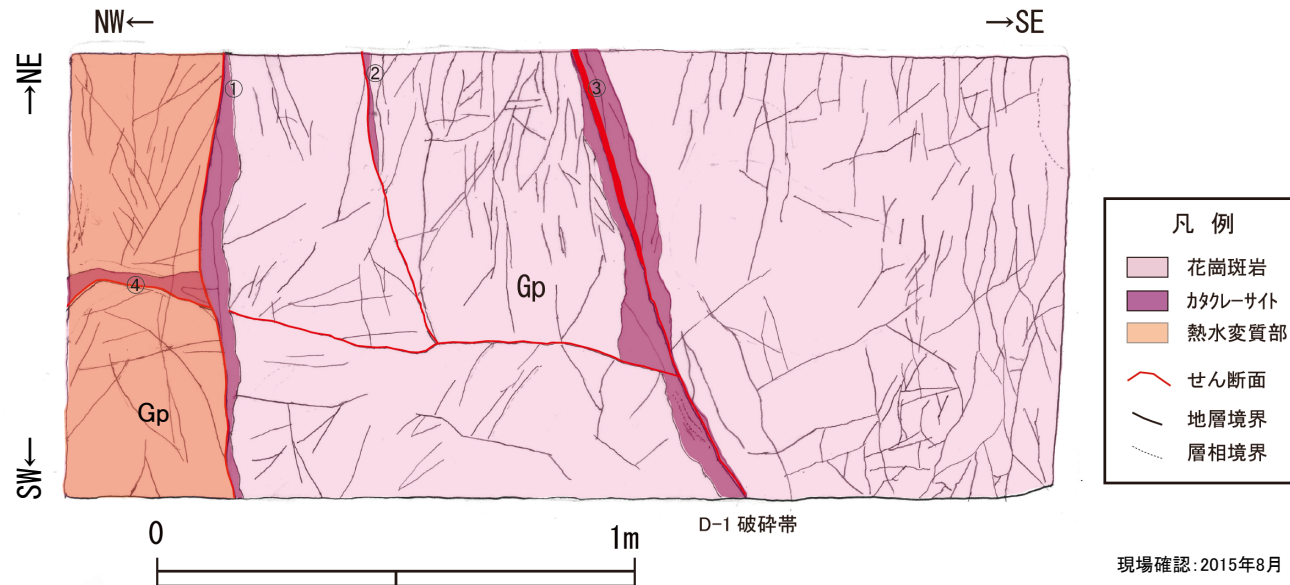 NW←
→SE
→NE
①
②
③
④
Gp
Gp
SW←
凡 例
花崗斑岩
カタクレーサイト
熱水変質部
せん断面
地層境界
層相境界
D-1 破砕帯
0
1m
現場確認:2015年8月